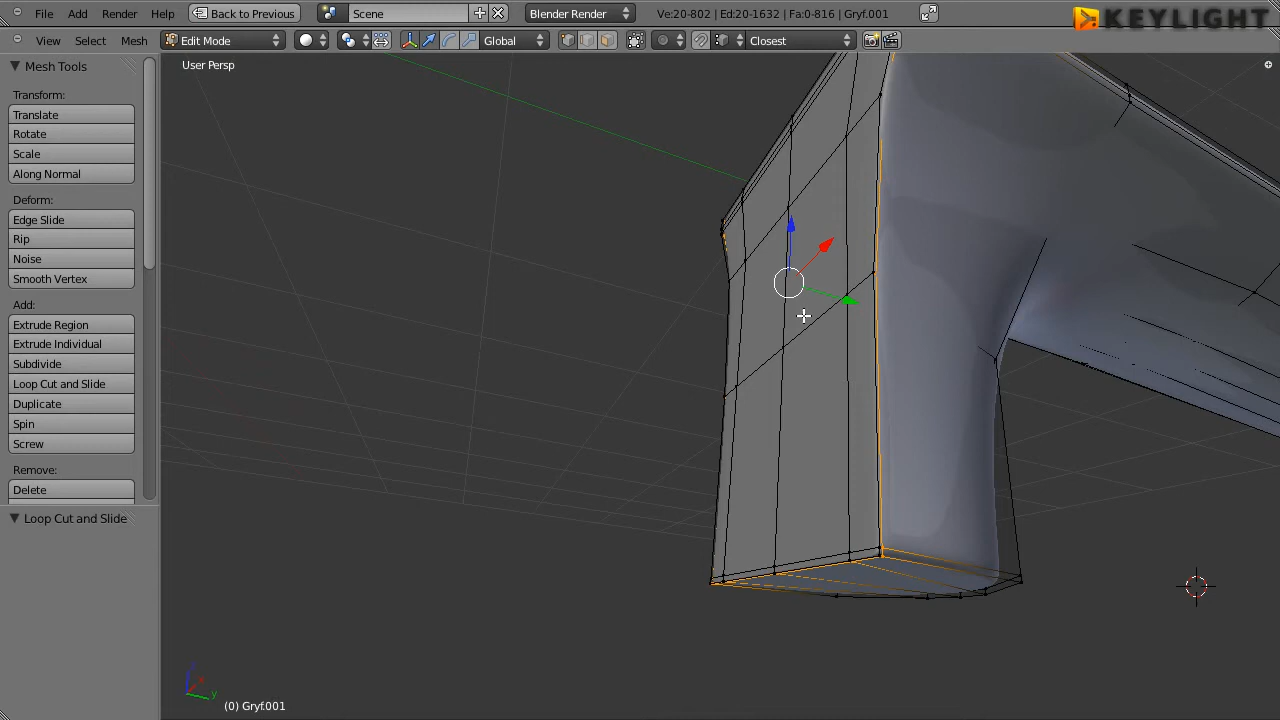 File Add Render Help Back to Previous Scene Blender Render Ve:20-802 | Ed:20-1632 | Fa:0-816 | Gryf.001 KEYLIGHT
View Select Mesh Edit Mode Global Closest
Mesh Tools
User Persp
Transform:
Translate
Rotate
Scale
Along Normal
Deform:
Edge Slide
Rip
Noise
Smooth Vertex
Add:
Extrude Region
Extrude Individual
Subdivide
Loop Cut and Slide
Duplicate
Spin
Screw
Remove:
Delete
Loop Cut and Slide
y
(0) Gryf.001